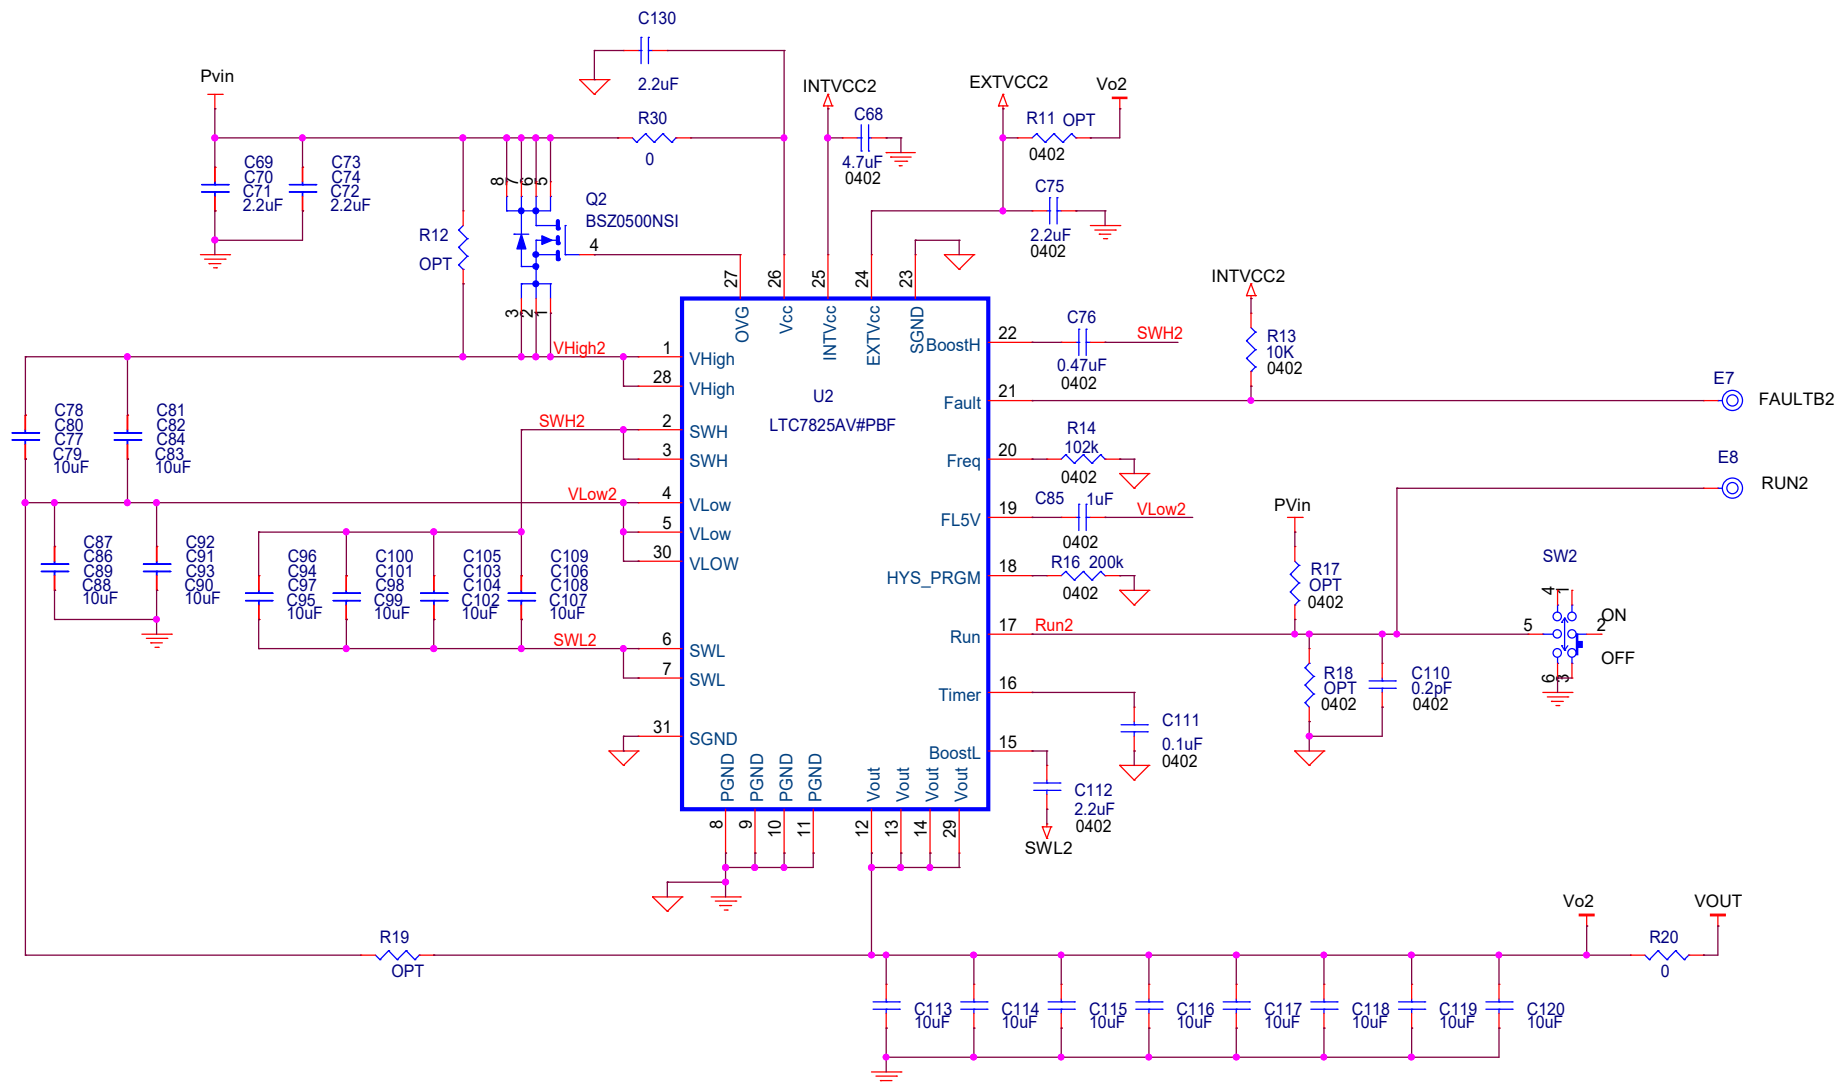 C130
2.2uF
Pvin
INTVCC2
EXTVCC2
Vo2
R30
0
C68
4.7uF
0402
R11 OPT
0402
C69
C70
C71
2.2uF
C73
C74
C72
2.2uF
8
7
6
5
Q2
BSZ0500NSI
4
R12
OPT
3
2
1
C75
2.2uF
0402
27
26
25
24
23
OVG
Vcc
INTVcc
EXTVcc
SGND
INTVCC2
R13
10K
0402
VHigh2
1
VHigh
28
VHigh
22
BoostH
C76
0.47uF
0402
SWH2
U2
LTC7825AV#PBF
21
Fault
E7
FAULTB2
C78
C80
C77
C79
10uF
C81
C82
C84
C83
10uF
SWH2
2
SWH
3
SWH
20
Freq
R14
102k
0402
E8
RUN2
VLow2
4
VLow
5
VLow
30
VLOW
19
FL5V
C85
1uF
0402
VLow2
PVin
R17
OPT
0402
C87
C86
C89
C88
10uF
C92
C91
C93
C90
10uF
C96
C94
C97
C95
10uF
C100
C101
C98
C99
10uF
C105
C103
C104
C102
10uF
C109
C106
C108
C107
10uF
18
HYS_PRGM
R16 200k
0402
SW2
4
1
ON
5
2
OFF
6
3
17
Run
Run2
SWL2
6
SWL
7
SWL
R18
OPT
0402
C110
0.2pF
0402
16
Timer
C111
0.1uF
0402
31
SGND
15
BoostL
C112
2.2uF
0402
SWL2
PGND
PGND
PGND
PGND
Vout
Vout
Vout
Vout
8
9
10
11
12
13
14
29
R19
OPT
Vo2
VOUT
R20
0
C113
10uF
C114
10uF
C115
10uF
C116
10uF
C117
10uF
C118
10uF
C119
10uF
C120
10uF